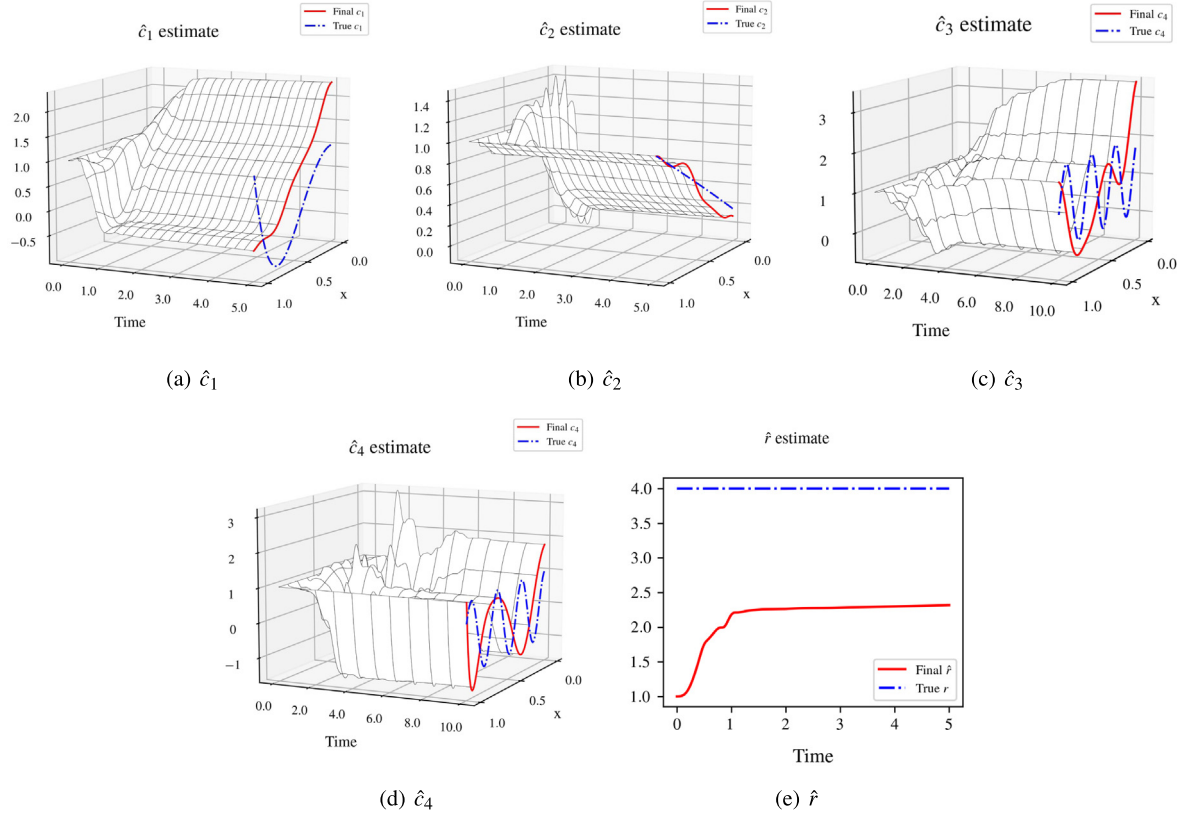 ĉ1 estimate
Final c1
True c1
2.0
1.5
1.0
0.5
0.0
−0.5
0.0 1.0 2.0 3.0 4.0 5.0
1.0 0.5 0.0
x
Time
(a) ĉ1
ĉ2 estimate
Final c2
True c2
1.4
1.2
1.0
0.8
0.6
0.4
0.2
0.0
0.0 1.0 2.0 3.0 4.0 5.0
1.0 0.5 0.0
x
Time
(b) ĉ2
ĉ3 estimate
Final c4
True c4
3
2
1
0
0.0 2.0 4.0 6.0 8.0 10.0
1.0 0.5 0.0
x
Time
(c) ĉ3
ĉ4 estimate
Final c4
True c4
3
2
1
0
−1
0.0 2.0 4.0 6.0 8.0 10.0
1.0 0.5 0.0
x
Time
(d) ĉ4
r̂ estimate
4.0
3.5
3.0
2.5
2.0
1.5
1.0
Final r̂
True r
0 1 2 3 4 5
Time
(e) r̂